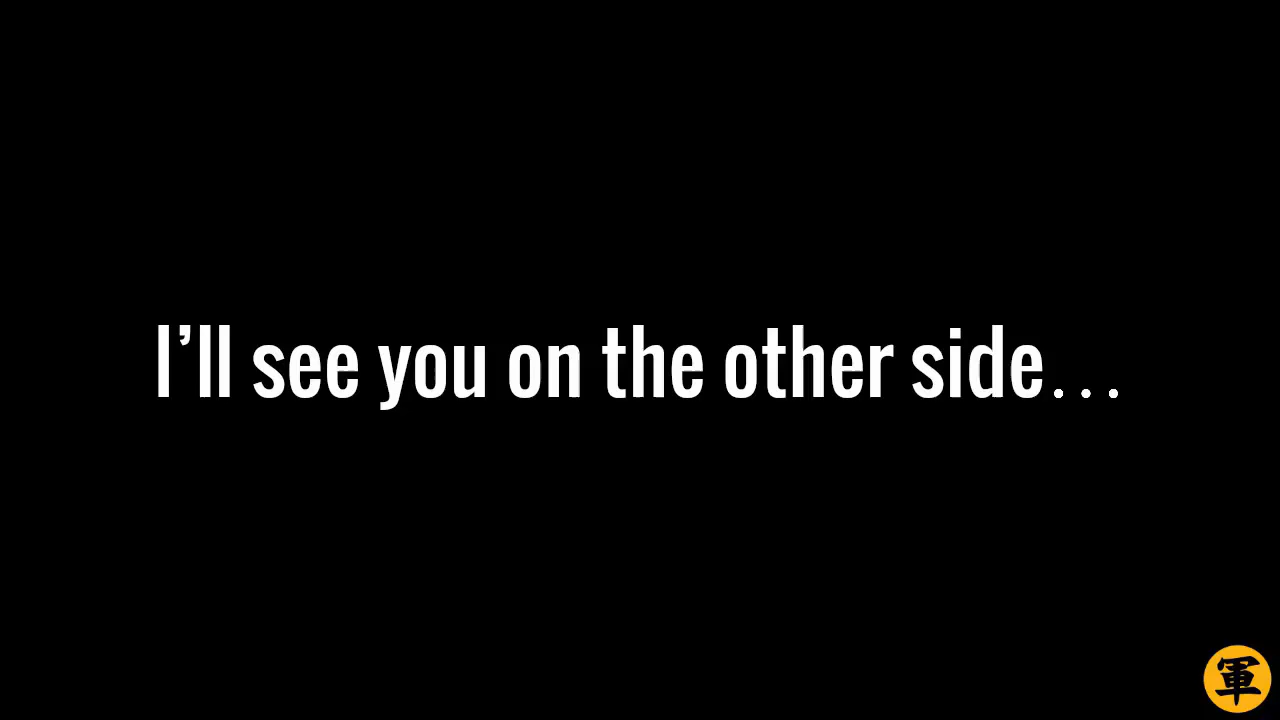 I’ll see you on the other side…
軍